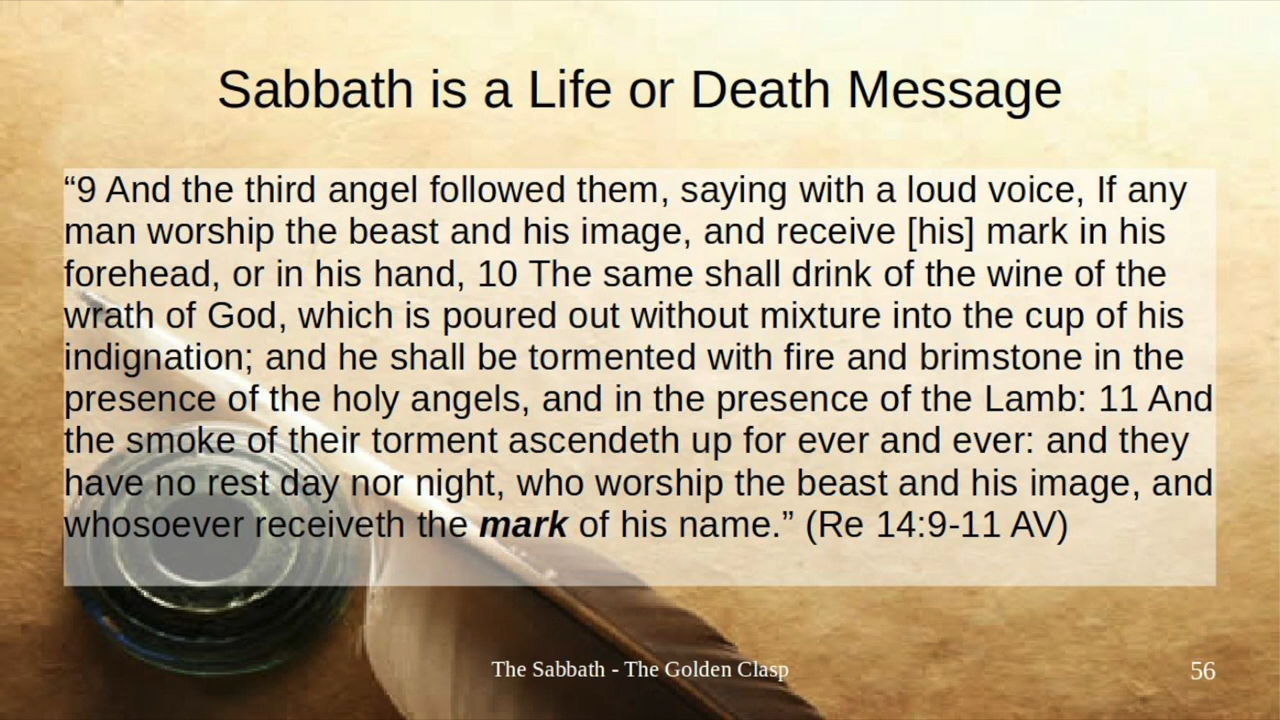 Sabbath is a Life or Death Message
“9 And the third angel followed them, saying with a loud voice, If any
man worship the beast and his image, and receive [his] mark in his
forehead, or in his hand, 10 The same shall drink of the wine of the
wrath of God, which is poured out without mixture into the cup of his
indignation; and he shall be tormented with fire and brimstone in the
presence of the holy angels, and in the presence of the Lamb: 11 And
the smoke of their torment ascendeth up for ever and ever: and they
have no rest day nor night, who worship the beast and his image, and
whosoever receiveth the mark of his name.” (Re 14:9-11 AV)
The Sabbath - The Golden Clasp
56